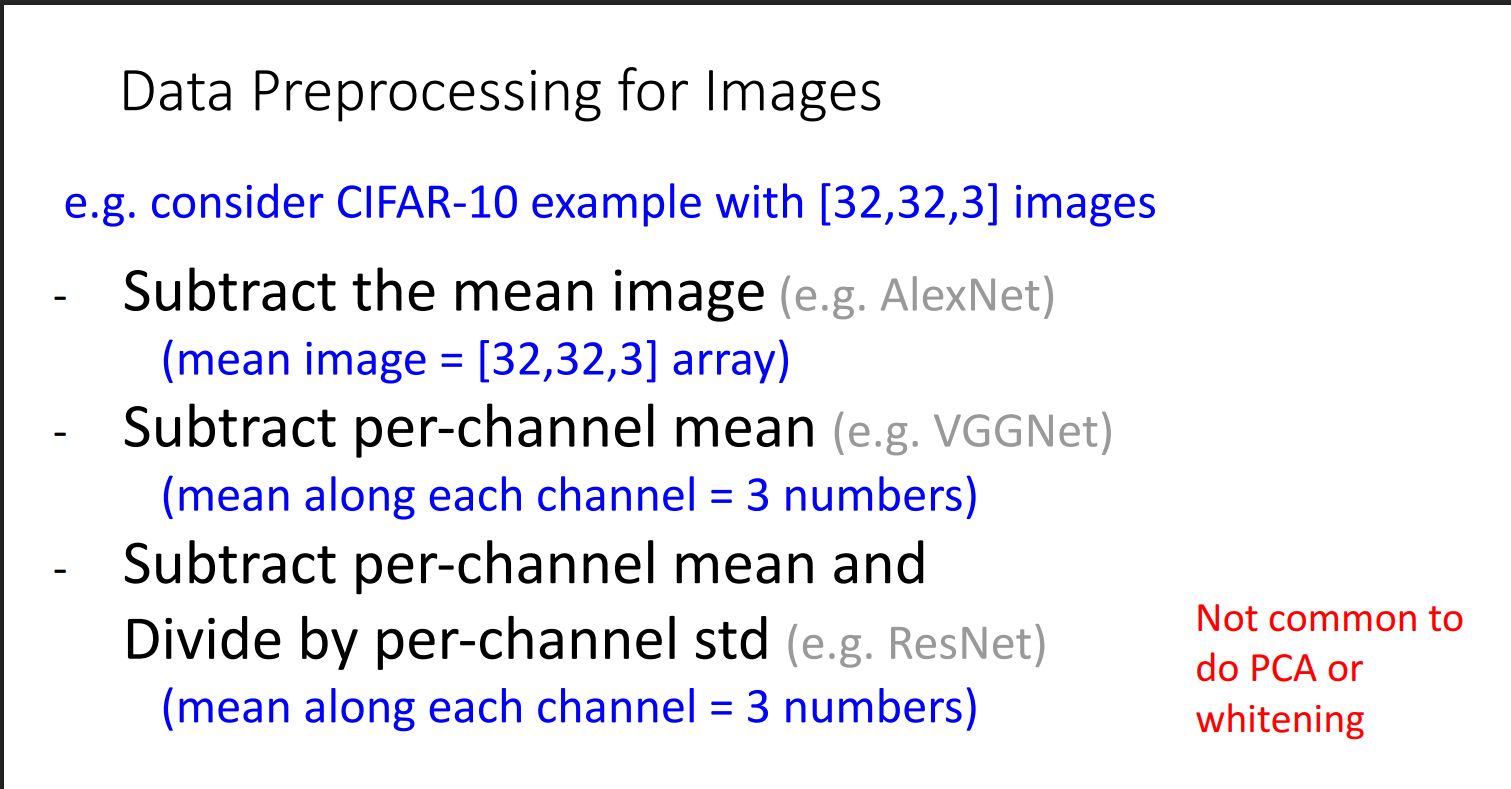 Data Preprocessing for Images
e.g. consider CIFAR-10 example with [32,32,3] images
- Subtract the mean image (e.g. AlexNet)
(mean image = [32,32,3] array)
- Subtract per-channel mean (e.g. VGGNet)
(mean along each channel = 3 numbers)
- Subtract per-channel mean and
Divide by per-channel std (e.g. ResNet)
(mean along each channel = 3 numbers)
Not common to
do PCA or
whitening